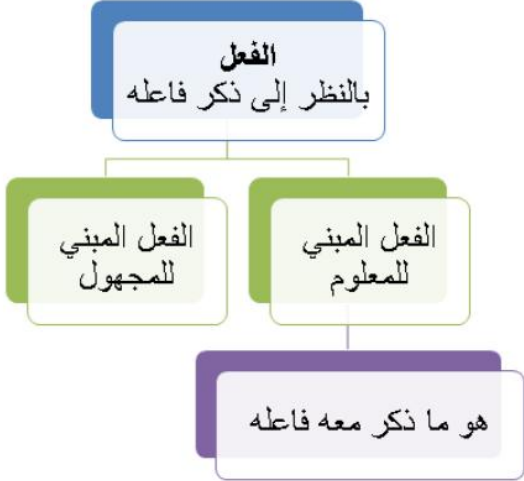 الفعل
بالنظر إلى ذكر فاعله
الفعل المبني
للمعلوم
الفعل المبني
للمجهول
هو ما ذكر معه فاعله